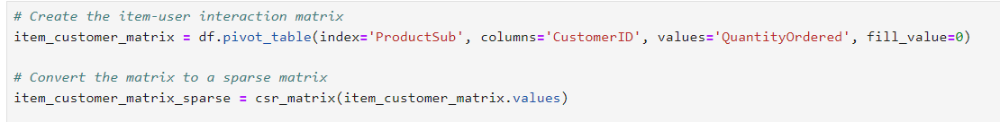 # Create the item-user interaction matrix
item_customer_matrix = df.pivot_table(index='ProductSub', columns='CustomerID', values='QuantityOrdered', fill_value=0)
# Convert the matrix to a sparse matrix
item_customer_matrix_sparse = csr_matrix(item_customer_matrix.values)